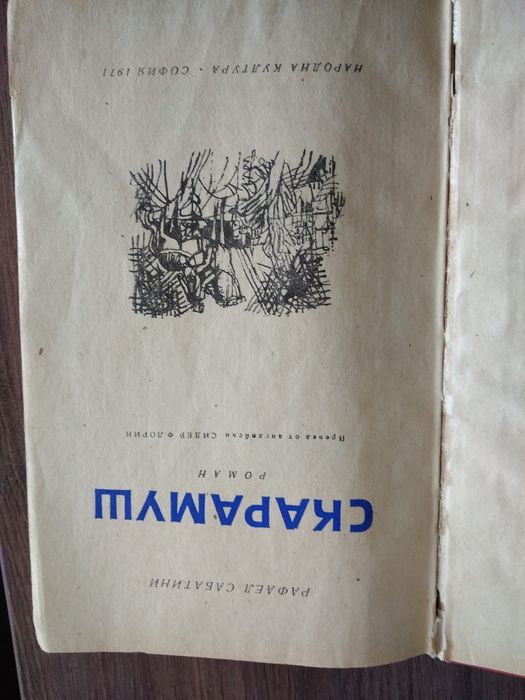 РАФАЕЛ САБАТИНИ
СКАРАМУШ
РОМАН
Превел от английски СИДЕР ФЛОРИН
НАРОДНА КУЛТУРА · СОФИЯ 1971